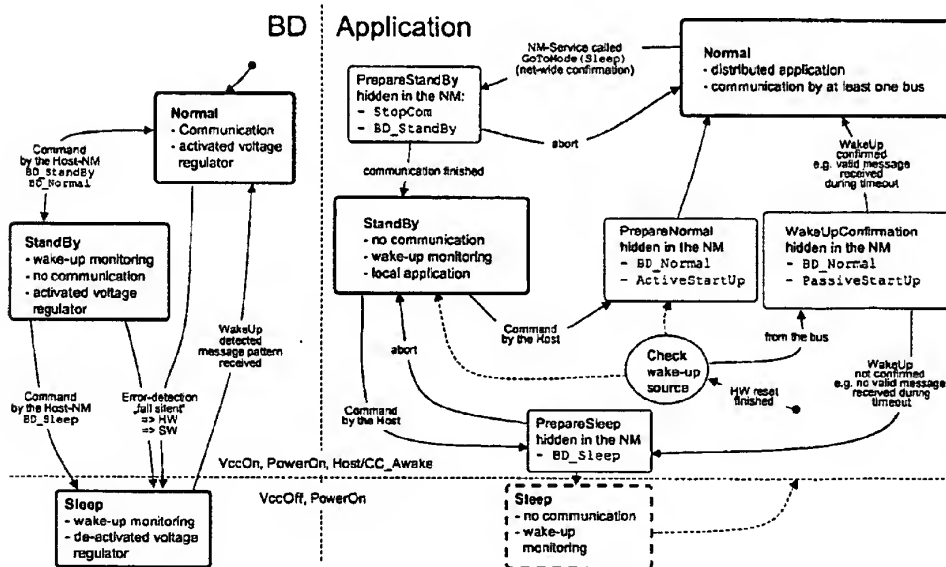 BD
Application
Normal
- Communication
- activated voltage
regulator
Command
by the Host-NM
BD_StandBy
BD_Normal
StandBy
- wake-up monitoring
- no communication
- activated voltage
regulator
WakeUp
detected
message pattern
received
Command
by the Host-NM
BD_Sleep
Error-detection
"fail silent"
=> HW
=> SW
Sleep
- wake-up monitoring
- de-activated voltage
regulator
NM-Service called
GoToMode(Sleep)
(net-wide confirmation)
PrepareStandBy
hidden in the NM:
- StopCom
- BD_StandBy
Normal
- distributed application
- communication by at least one bus
abort
communication finished
WakeUp
confirmed
e.g. valid message
received
during timeout
StandBy
- no communication
- wake-up monitoring
- local application
PrepareNormal
hidden in the NM
- BD_Normal
- ActiveStartUp
WakeUpConfirmation
hidden in the NM
- BD_Normal
- PassiveStartUp
Command
by the Host
abort
Check
wake-up
source
from the bus
HW reset
finished
WakeUp
not confirmed
e.g. no valid message
received during
timeout
Command
by the Host
PrepareSleep
hidden in the NM
- BD_Sleep
VccOn, PowerOn, Host/CC_Awake
VccOff, PowerOn
Sleep
- no communication
- wake-up
monitoring